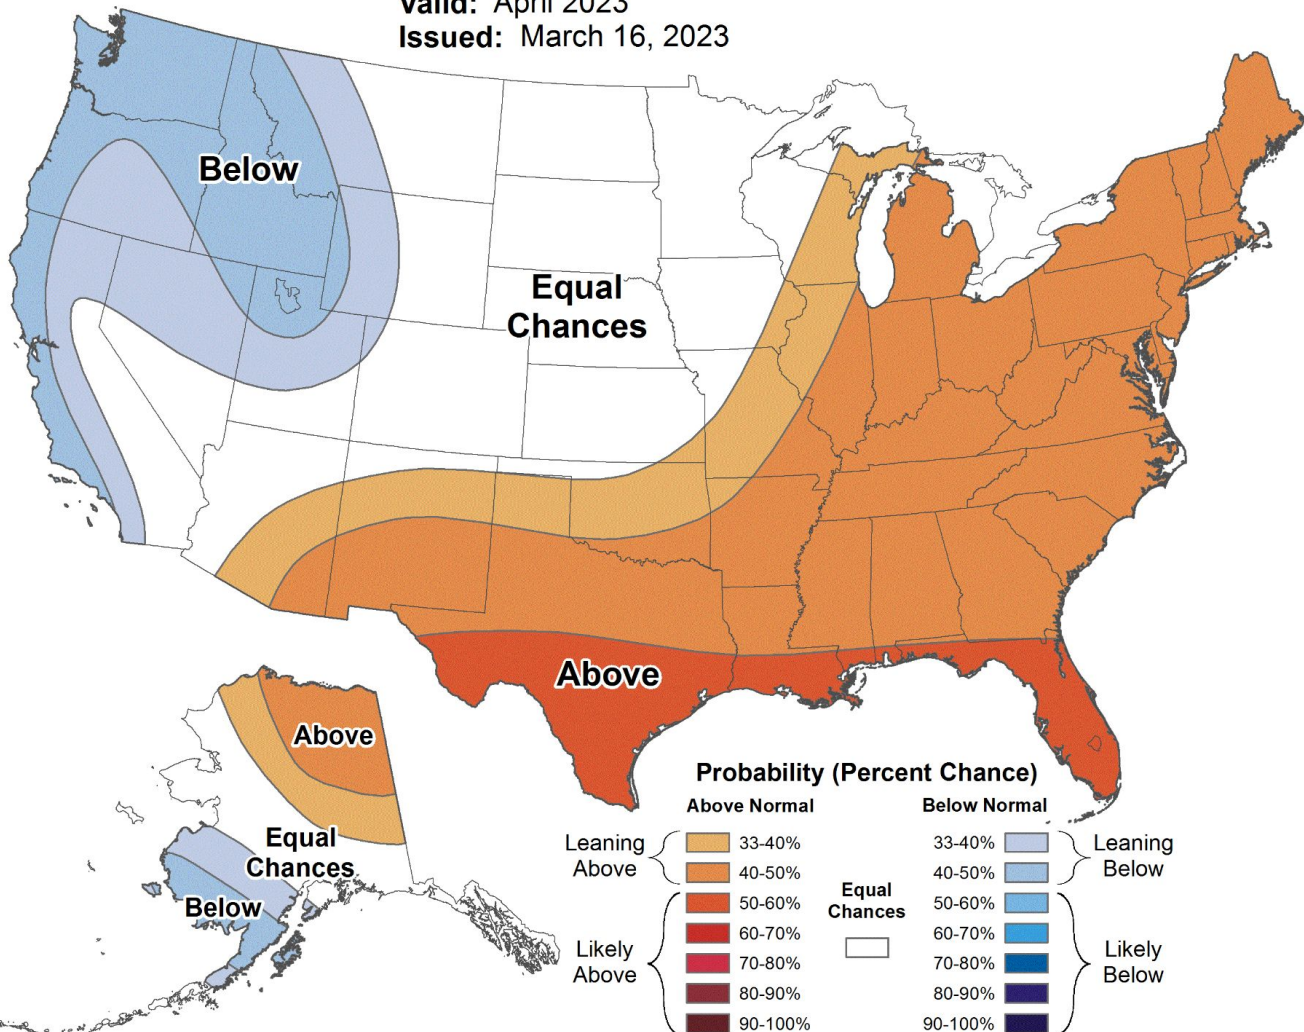 Valid: April 2023
Issued: March 16, 2023
Below
Equal
Chances
Above
Above
Equal
Chances
Below
Probability (Percent Chance)
Above Normal
Below Normal
Leaning
Above
33-40%
40-50%
50-60%
60-70%
70-80%
80-90%
90-100%
Likely
Above
Equal
Chances
33-40%
40-50%
50-60%
60-70%
70-80%
80-90%
90-100%
Leaning
Below
Likely
Below